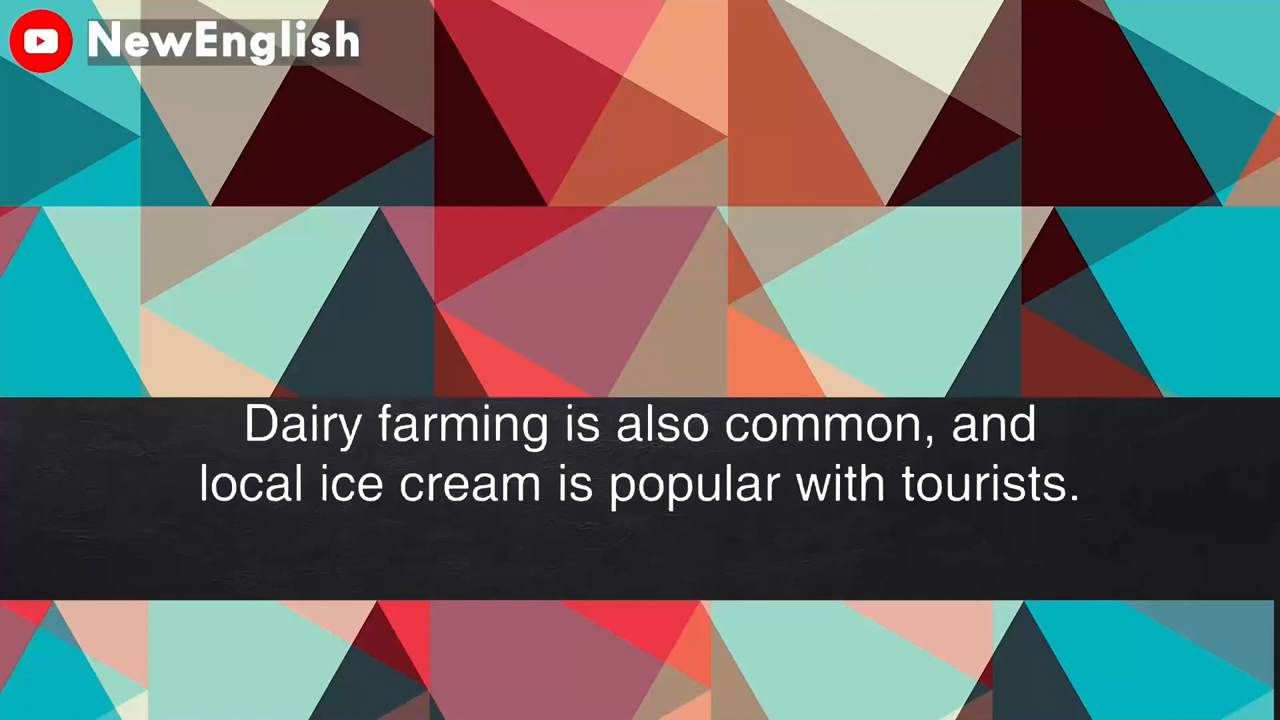 NewEnglish
Dairy farming is also common, and
local ice cream is popular with tourists.